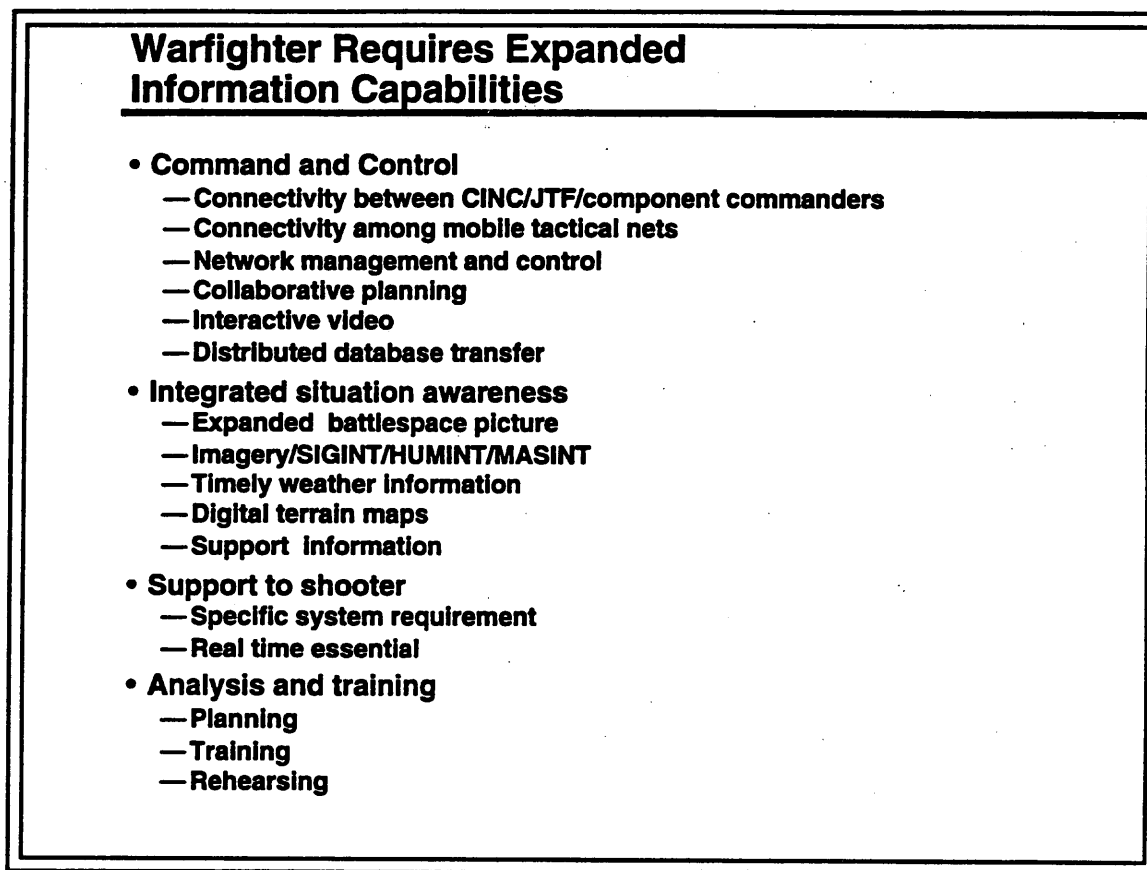 Warfighter Requires Expanded
Information Capabilities
• Command and Control
—Connectivity between CINC/JTF/component commanders
—Connectivity among mobile tactical nets
—Network management and control
—Collaborative planning
—Interactive video
—Distributed database transfer
• Integrated situation awareness
—Expanded battlespace picture
—Imagery/SIGINT/HUMINT/MASINT
—Timely weather information
—Digital terrain maps
—Support information
• Support to shooter
—Specific system requirement
—Real time essential
• Analysis and training
—Planning
—Training
—Rehearsing